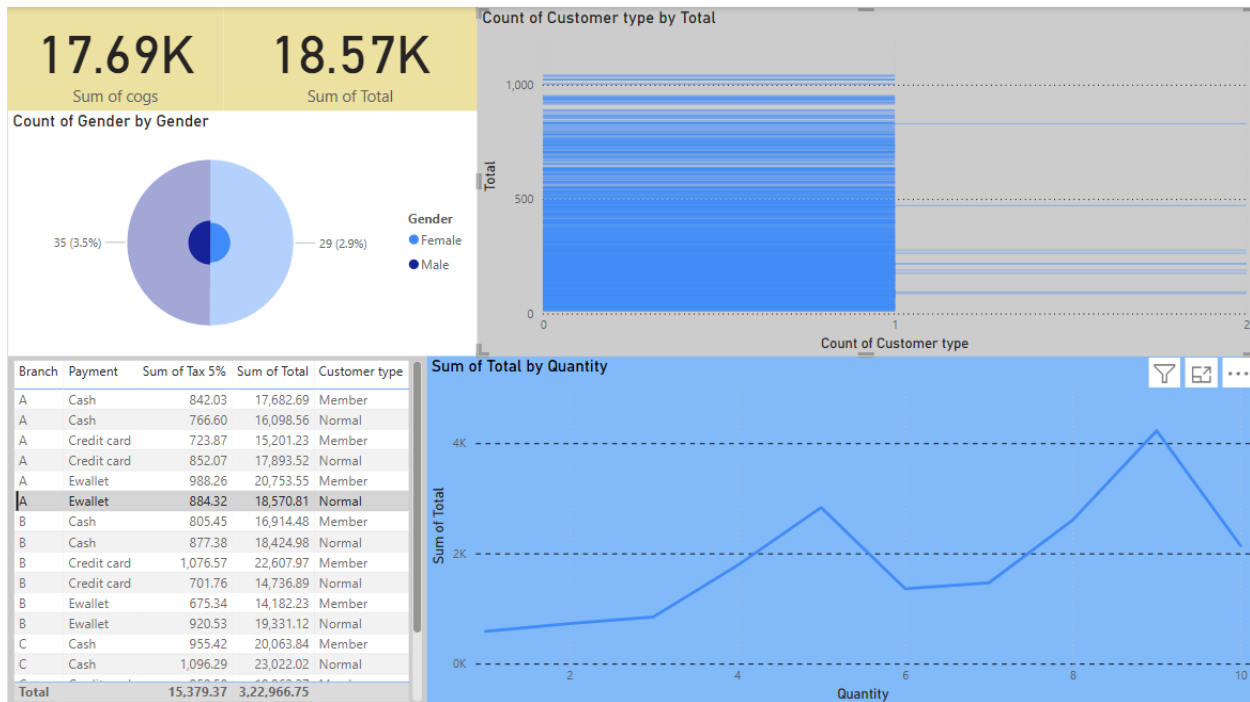 17.69K
Sum of cogs
18.57K
Sum of Total
Count of Gender by Gender
35 (3.5%)
29 (2.9%)
Gender
Female
Male
Count of Customer type by Total
Total
1,000
500
0
0 1 2
Count of Customer type
Branch Payment Sum of Tax 5% Sum of Total Customer type
A Cash 842.03 17,682.69 Member
A Cash 766.60 16,098.56 Normal
A Credit card 723.87 15,201.23 Member
A Credit card 852.07 17,893.52 Normal
A Ewallet 988.26 20,753.55 Member
A Ewallet 884.32 18,570.81 Normal
B Cash 805.45 16,914.48 Member
B Cash 877.38 18,424.98 Normal
B Credit card 1,076.57 22,607.97 Member
B Credit card 701.76 14,736.89 Normal
B Ewallet 675.34 14,182.23 Member
B Ewallet 920.53 19,331.12 Normal
C Cash 955.42 20,063.84 Member
C Cash 1,096.29 23,022.02 Normal
Total 15,379.37 3,22,966.75
Sum of Total by Quantity
Sum of Total
4K
2K
0K
2 4 6 8 10
Quantity